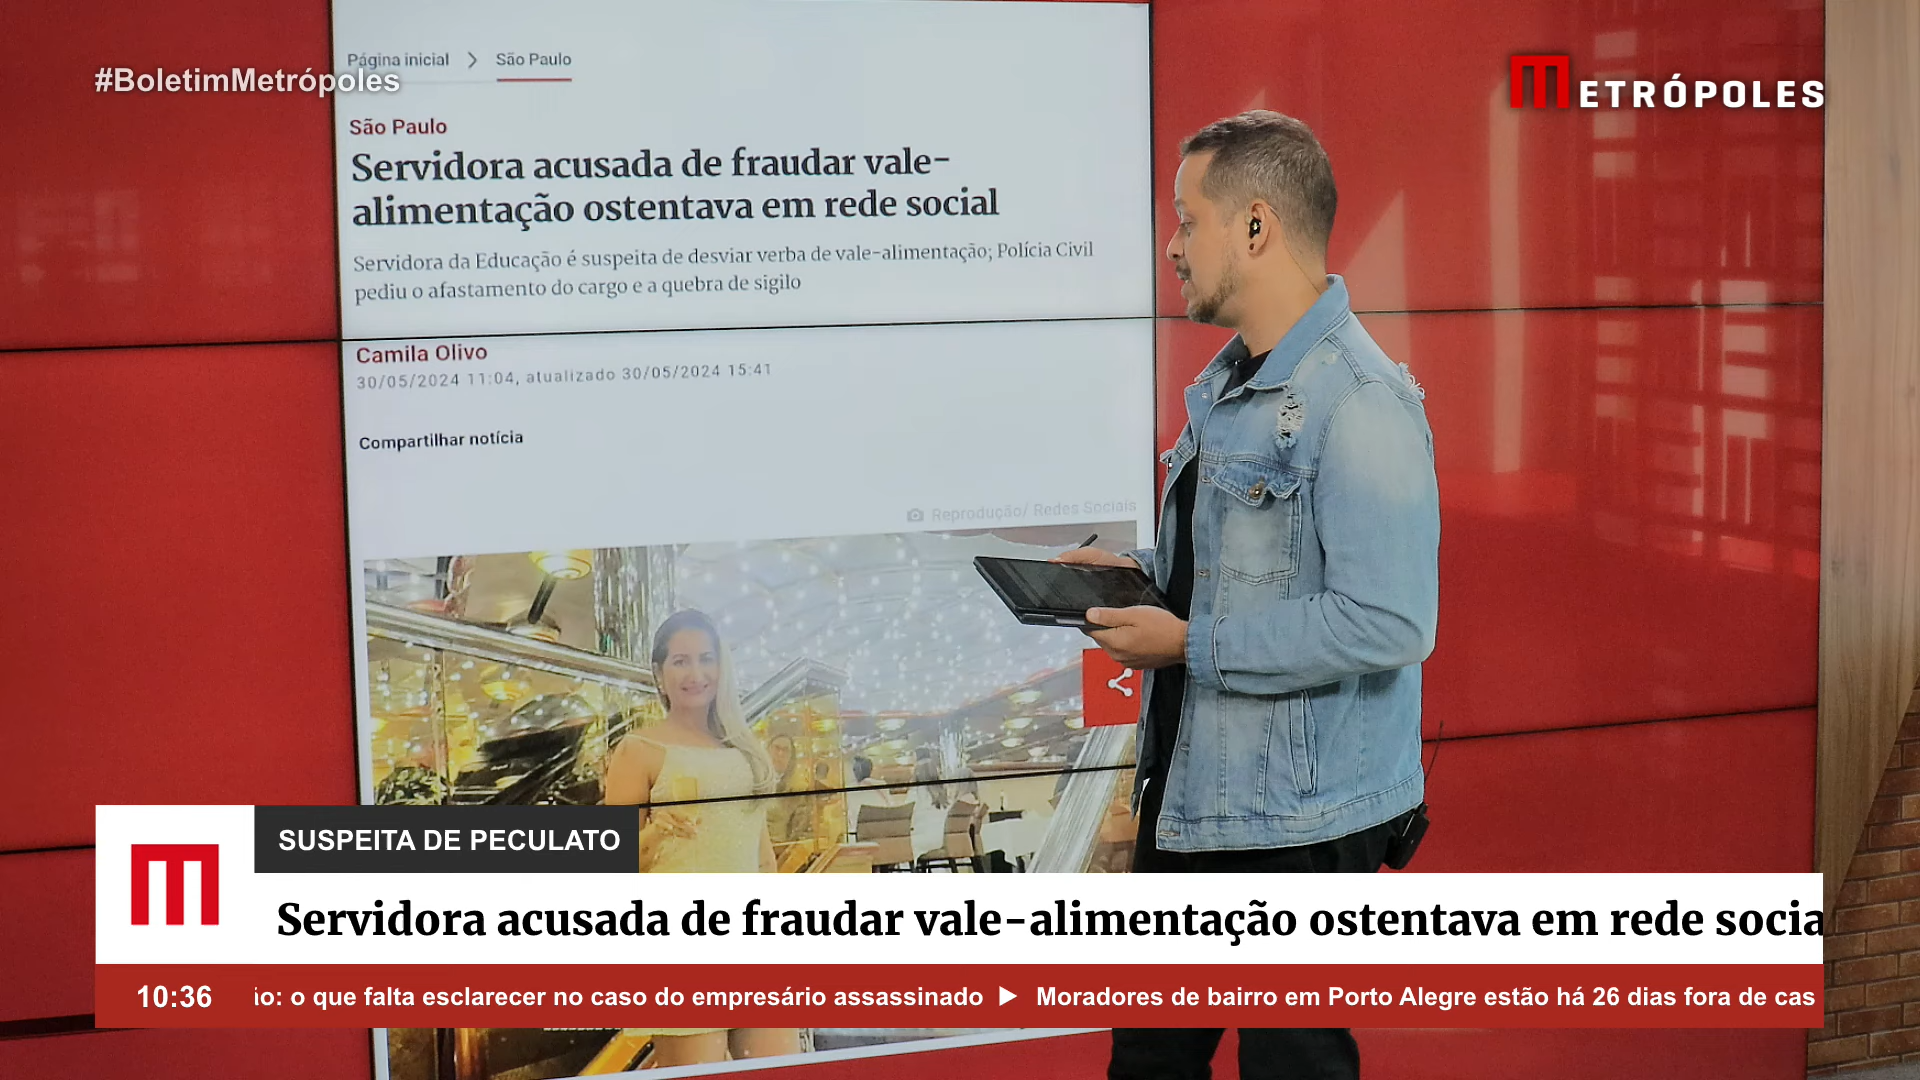 #BoletimMetrópoles
METRÓPOLES
Página inicial > São Paulo
São Paulo
Servidora acusada de fraudar vale-
alimentação ostentava em rede social
Servidora da Educação é suspeita de desviar verba de vale-alimentação; Polícia Civil
pediu o afastamento do cargo e a quebra de sigilo
Camila Olivo
30/05/2024 11:04, atualizado 30/05/2024 15:41
Compartilhar notícia
Reprodução/ Redes Sociais
SUSPEITA DE PECULATO
Servidora acusada de fraudar vale-alimentação ostentava em rede socia
10:36 ão: o que falta esclarecer no caso do empresário assassinado ▶ Moradores de bairro em Porto Alegre estão há 26 dias fora de cas